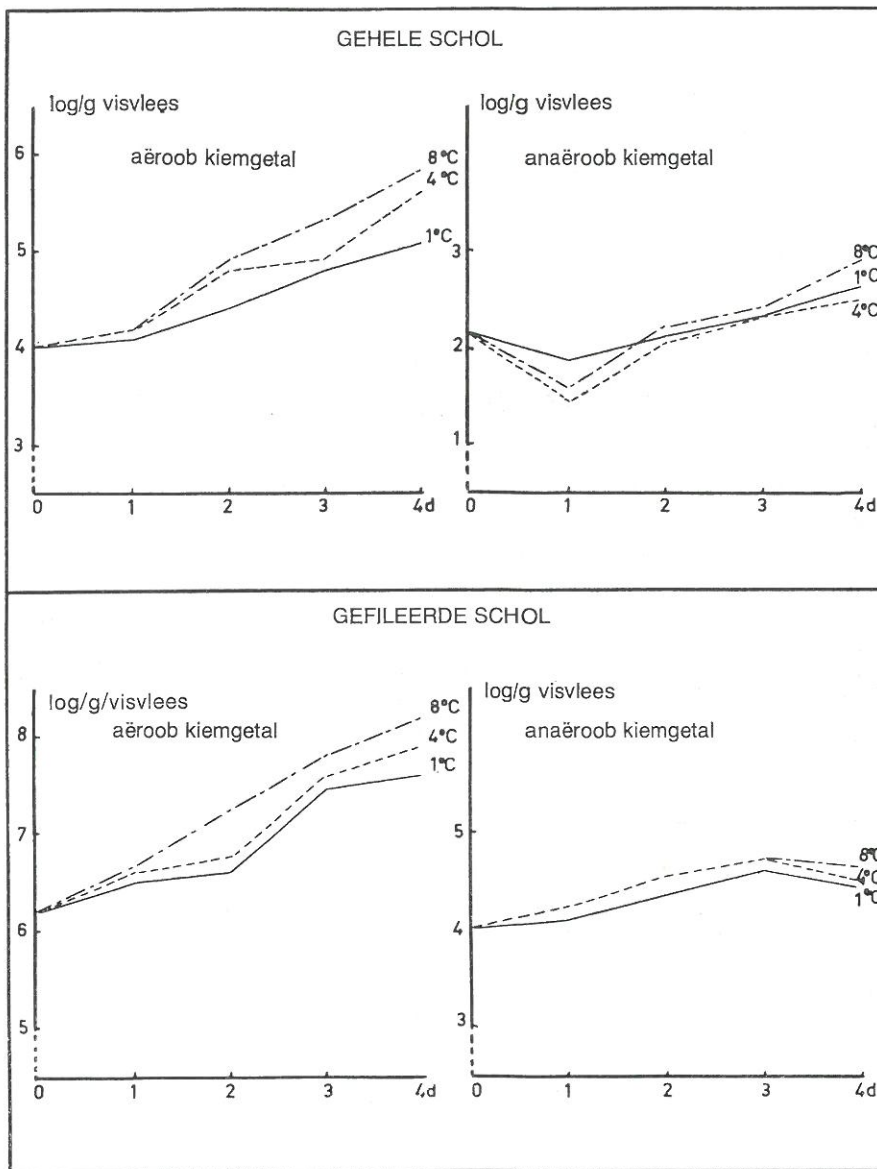 GEHELE SCHOL
log/g visvlees
aëroob kiemgetal
6
5
4
3
8°C
4°C
1°C
0 1 2 3 4d
log/g visvlees
anaëroob kiemgetal
3
2
1
8°C
1°C
4°C
0 1 2 3 4d
GEFILEERDE SCHOL
log/g/visvlees
aëroob kiemgetal
8
7
6
5
8°C
4°C
1°C
0 1 2 3 4d
log/g visvlees
anaëroob kiemgetal
5
4
3
8°C
4°C
1°C
0 1 2 3 4d